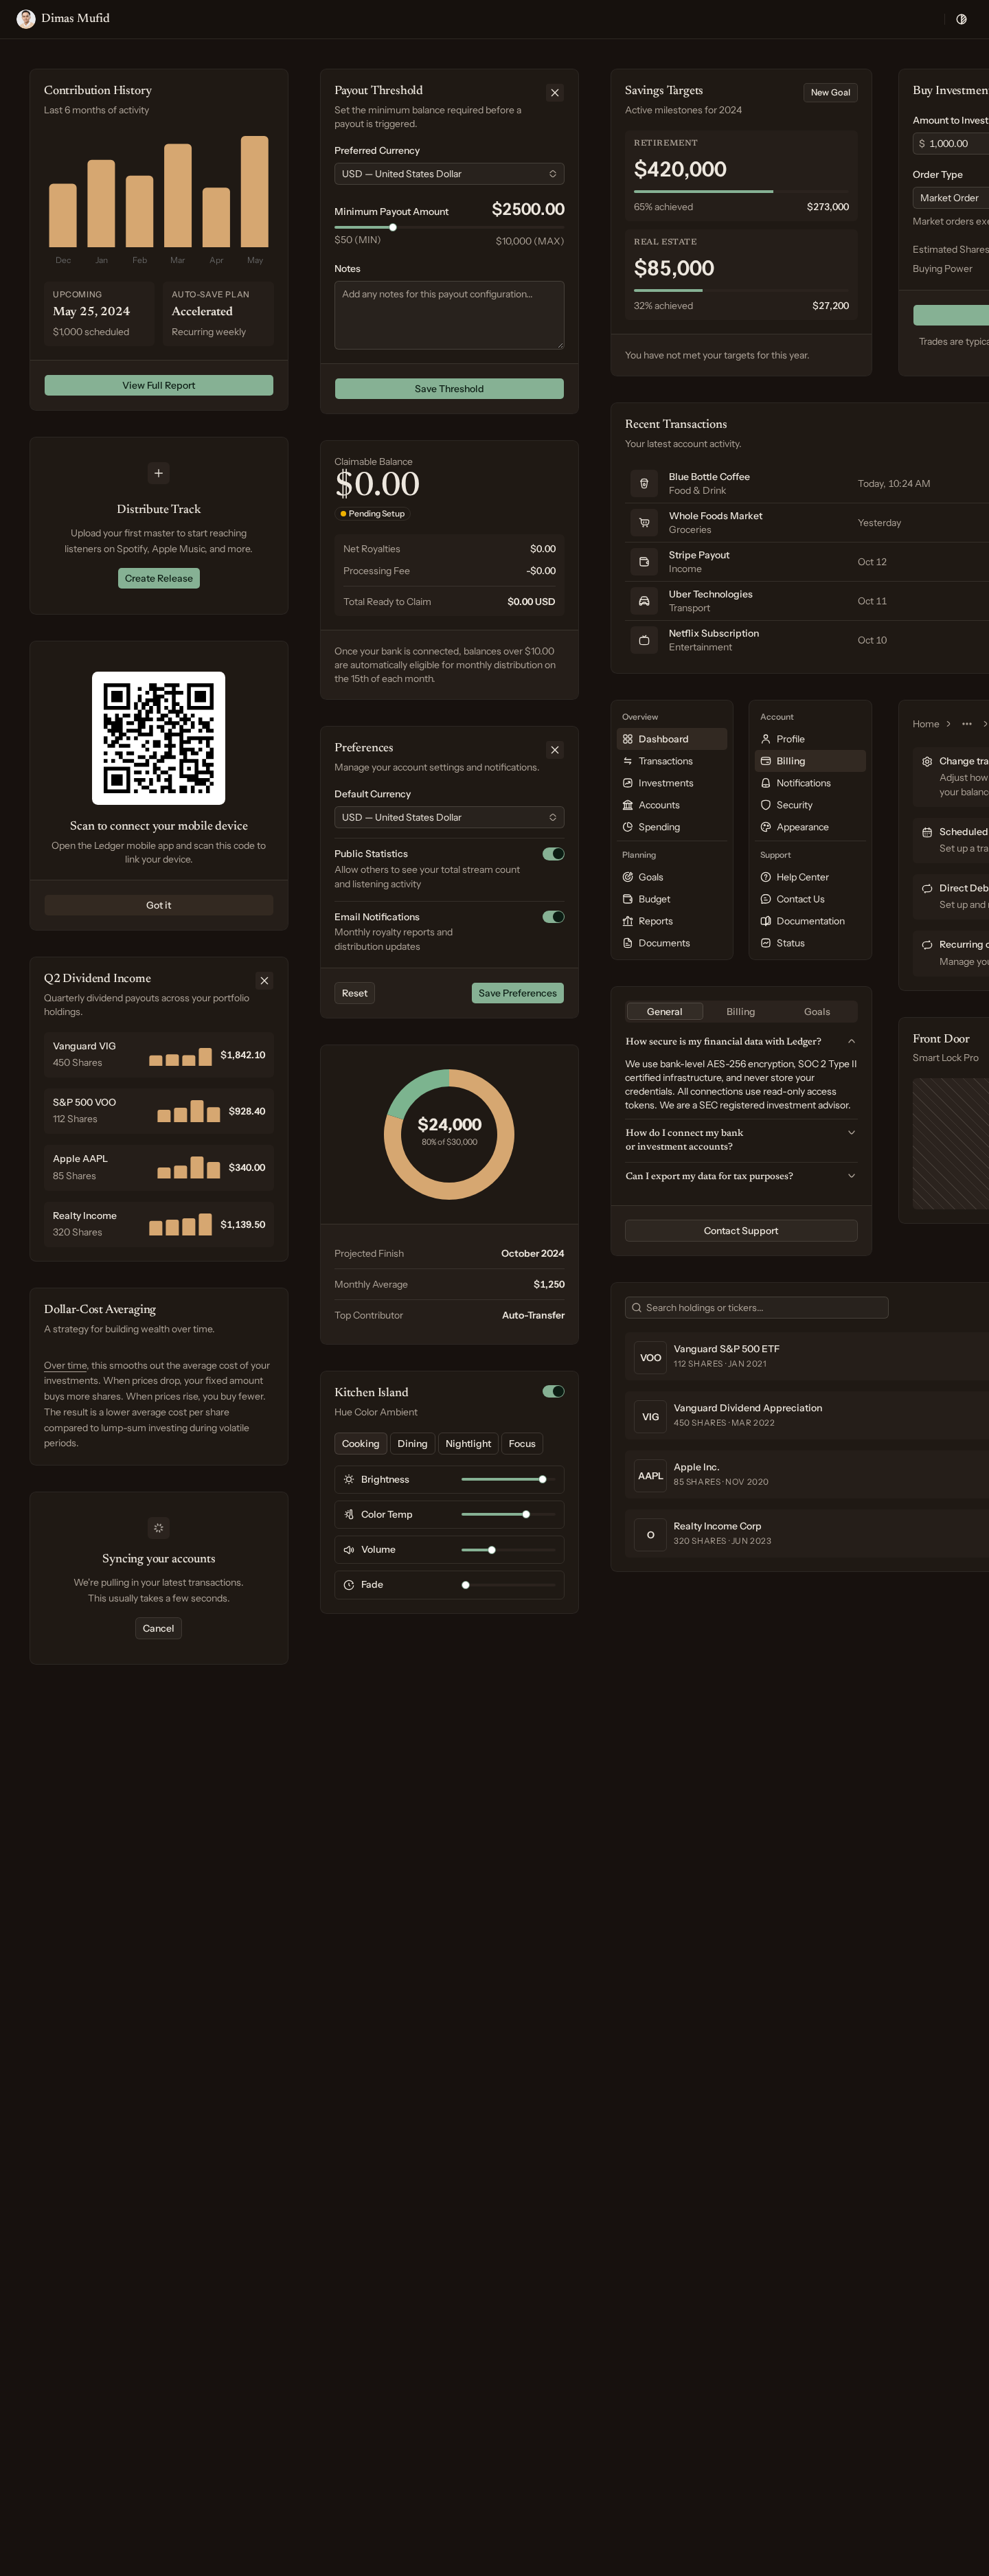 Dimas Mufid
Contribution History
Last 6 months of activity
Dec
Jan
Feb
Mar
Apr
May
UPCOMING
May 25, 2024
$1,000 scheduled
AUTO-SAVE PLAN
Accelerated
Recurring weekly
View Full Report
Distribute Track
Upload your first master to start reaching
listeners on Spotify, Apple Music, and more.
Create Release
Scan to connect your mobile device
Open the Ledger mobile app and scan this code to
link your device.
Got it
Q2 Dividend Income
Quarterly dividend payouts across your portfolio
holdings.
Vanguard VIG
450 Shares
$1,842.10
S&P 500 VOO
112 Shares
$928.40
Apple AAPL
85 Shares
$340.00
Realty Income
320 Shares
$1,139.50
Dollar-Cost Averaging
A strategy for building wealth over time.
Over time, this smooths out the average cost of your
investments. When prices drop, your fixed amount
buys more shares. When prices rise, you buy fewer.
The result is a lower average cost per share
compared to lump-sum investing during volatile
periods.
Syncing your accounts
We're pulling in your latest transactions.
This usually takes a few seconds.
Cancel
Payout Threshold
Set the minimum balance required before a
payout is triggered.
Preferred Currency
USD — United States Dollar
Minimum Payout Amount
$2500.00
$50 (MIN)
$10,000 (MAX)
Notes
Add any notes for this payout configuration...
Save Threshold
Claimable Balance
$0.00
Pending Setup
Net Royalties
$0.00
Processing Fee
-$0.00
Total Ready to Claim
$0.00 USD
Once your bank is connected, balances over $10.00
are automatically eligible for monthly distribution on
the 15th of each month.
Preferences
Manage your account settings and notifications.
Default Currency
USD — United States Dollar
Public Statistics
Allow others to see your total stream count
and listening activity
Email Notifications
Monthly royalty reports and
distribution updates
Reset
Save Preferences
$24,000
80% of $30,000
Projected Finish
October 2024
Monthly Average
$1,250
Top Contributor
Auto-Transfer
Kitchen Island
Hue Color Ambient
Cooking
Dining
Nightlight
Focus
Brightness
Color Temp
Volume
Fade
Savings Targets
Active milestones for 2024
New Goal
RETIREMENT
$420,000
65% achieved
$273,000
REAL ESTATE
$85,000
32% achieved
$27,200
You have not met your targets for this year.
Buy Investmen
Amount to Invest
$ 1,000.00
Order Type
Market Order
Market orders exe
Estimated Shares
Buying Power
Trades are typica
Recent Transactions
Your latest account activity.
Blue Bottle Coffee
Food & Drink
Today, 10:24 AM
Whole Foods Market
Groceries
Yesterday
Stripe Payout
Income
Oct 12
Uber Technologies
Transport
Oct 11
Netflix Subscription
Entertainment
Oct 10
Overview
Dashboard
Transactions
Investments
Accounts
Spending
Planning
Goals
Budget
Reports
Documents
Account
Profile
Billing
Notifications
Security
Appearance
Support
Help Center
Contact Us
Documentation
Status
Home
Change tra
Adjust how
your balanc
Scheduled
Set up a tra
Direct Deb
Set up and
Recurring
Manage you
General
Billing
Goals
How secure is my financial data with Ledger?
We use bank-level AES-256 encryption, SOC 2 Type II
certified infrastructure, and never store your
credentials. All connections use read-only access
tokens. We are a SEC registered investment advisor.
How do I connect my bank
or investment accounts?
Can I export my data for tax purposes?
Contact Support
Front Door
Smart Lock Pro
Search holdings or tickers...
VOO
Vanguard S&P 500 ETF
112 SHARES · JAN 2021
VIG
Vanguard Dividend Appreciation
450 SHARES · MAR 2022
AAPL
Apple Inc.
85 SHARES · NOV 2020
O
Realty Income Corp
320 SHARES · JUN 2023